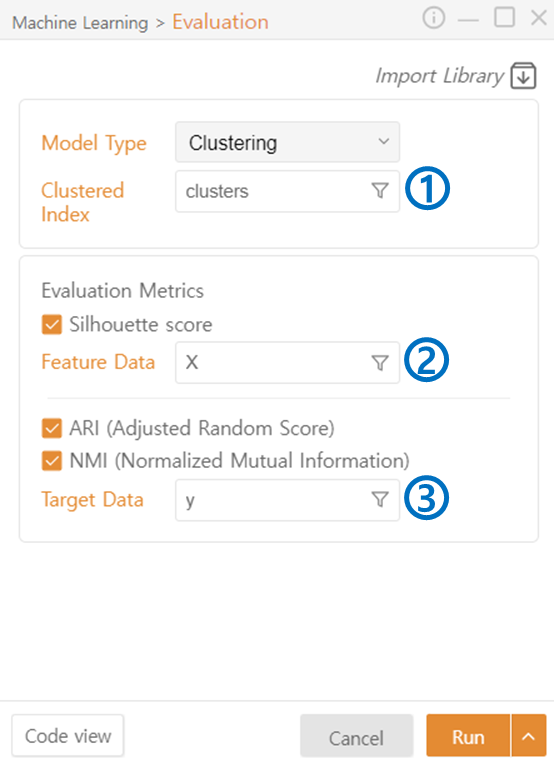 Machine Learning > Evaluation
Import Library
Model Type
Clustering
Clustered
Index
clusters
①
Evaluation Metrics
Silhouette score
Feature Data
X
②
ARI (Adjusted Random Score)
NMI (Normalized Mutual Information)
Target Data
y
③
Code view
Cancel
Run